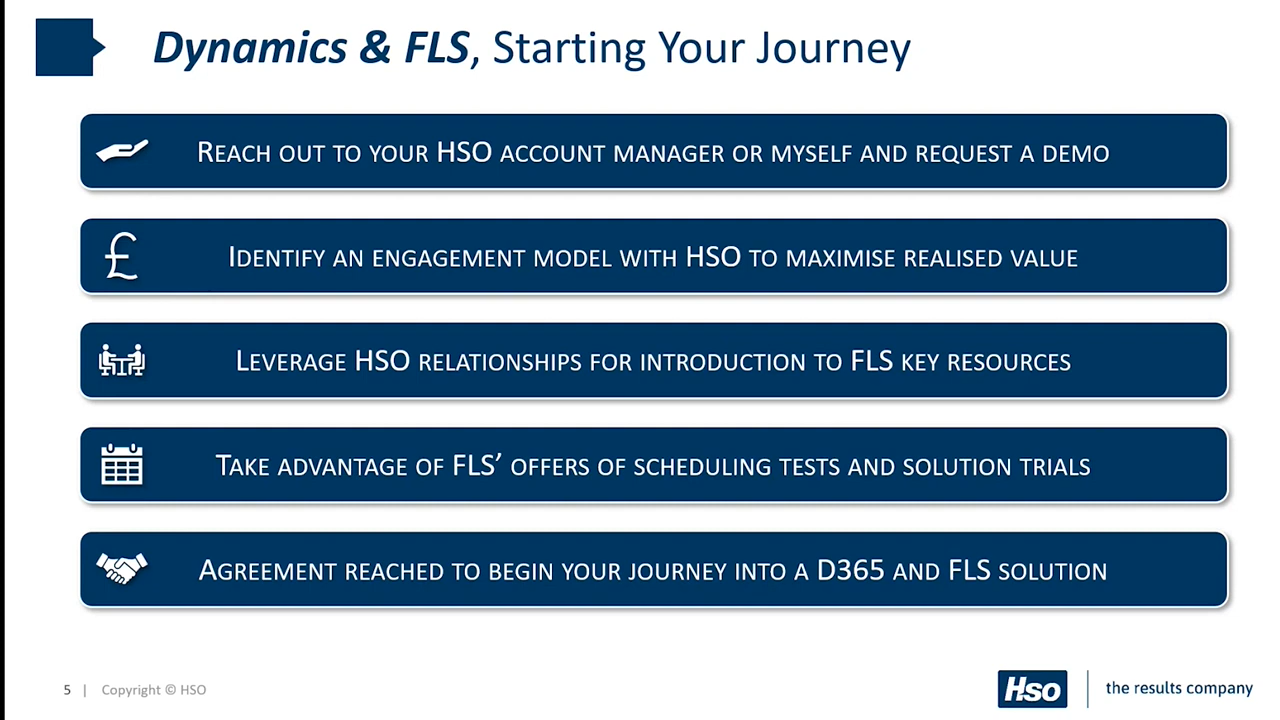 Dynamics & FLS, Starting Your Journey
Reach out to your HSO account manager or myself and request a demo
£
Identify an engagement model with HSO to maximise realised value
Leverage HSO relationships for introduction to FLS key resources
Take advantage of FLS’ offers of scheduling tests and solution trials
Agreement reached to begin your journey into a D365 and FLS solution
5 | Copyright © HSO
Hso | the results company